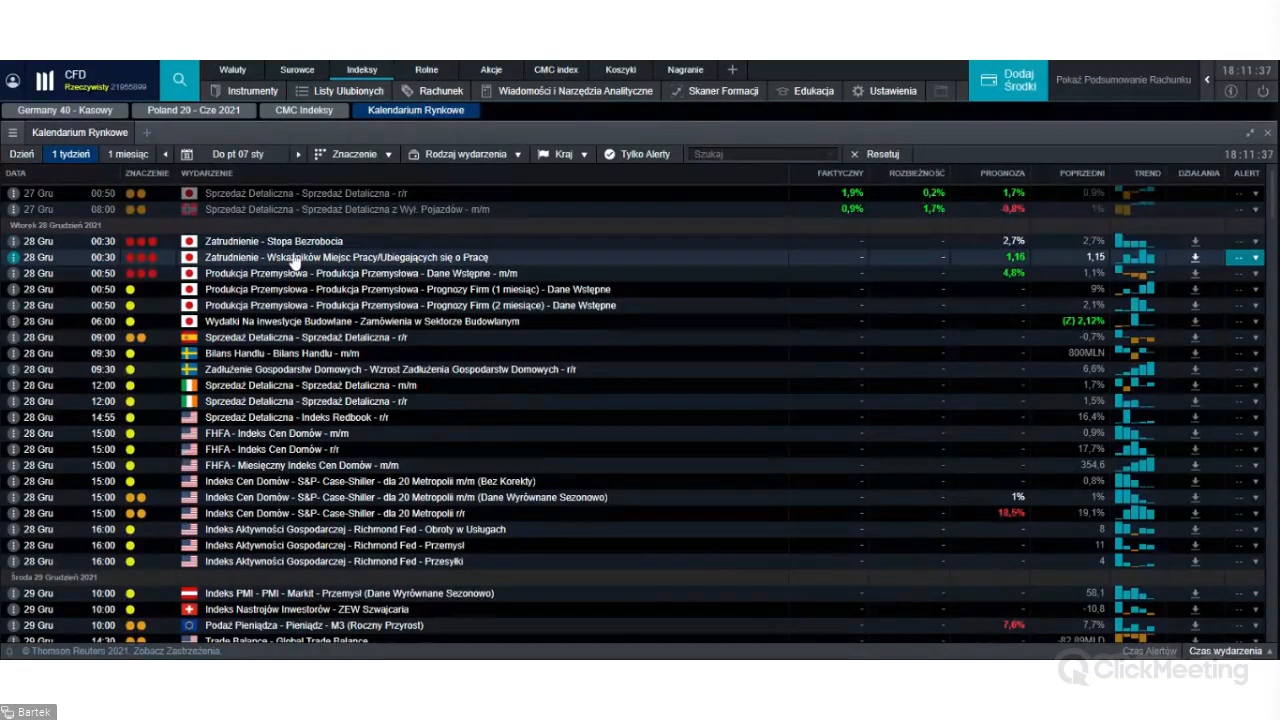 CFD
Rzeczywisty 21955899
Waluty Surowce Indeksy Rolne Akcje CMC Index Koszyki Nagranie
Instrumenty Listy Ulubionych Rachunek Wiadomości i Narzędzia Analityczne Skaner Formacji Edukacja Ustawienia
Dodaj Środki
Pokaż Podsumowanie Rachunku
18:11:37
Germany 40 - Kasowy Poland 20 - Cze 2021 CMC Indeksy Kalendarium Rynkowe
Kalendarium Rynkowe
Dzień 1 tydzień 1 miesiąc Do pt 07 sty Znaczenie Rodzaj wydarzenia Kraj Tylko Alerty Szukaj Resetuj 18:11:37
DATA ZNACZENIE WYDARZENIE FAKTYCZNY ROZBIEŻNOŚĆ PROGNOZA POPRZEDNI TREND DZIAŁANIA ALERT
27 Gru 00:50 Sprzedaż Detaliczna - Sprzedaż Detaliczna - r/r 1,9% 0,2% 1,7% 0,9% --
27 Gru 08:00 Sprzedaż Detaliczna - Sprzedaż Detaliczna z Wył. Pojazdów - m/m 0,9% 1,7% -0,8% 1% --
Wtorek 28 Grudzień 2021
28 Gru 00:30 Zatrudnienie - Stopa Bezrobocia - - 2,7% 2,7% --
28 Gru 00:30 Zatrudnienie - Wskaźników Miejsc Pracy/Ubiegających się o Pracę - - 1,16 1,15 --
28 Gru 00:50 Produkcja Przemysłowa - Produkcja Przemysłowa - Dane Wstępne - m/m - - 4,8% 1,1% --
28 Gru 00:50 Produkcja Przemysłowa - Produkcja Przemysłowa - Prognozy Firm (1 miesiąc) - Dane Wstępne - - - 9% --
28 Gru 00:50 Produkcja Przemysłowa - Produkcja Przemysłowa - Prognozy Firm (2 miesiące) - Dane Wstępne - - - 2,1% --
28 Gru 06:00 Wydatki Na Inwestycje Budowlane - Zamówienia w Sektorze Budowlanym - - - (Z) 2,12% --
28 Gru 09:00 Sprzedaż Detaliczna - Sprzedaż Detaliczna - r/r - - - -0,7% --
28 Gru 09:30 Bilans Handlu - Bilans Handlu - m/m - - - 800MLN --
28 Gru 09:30 Zadłużenie Gospodarstw Domowych - Wzrost Zadłużenia Gospodarstw Domowych - r/r - - - 6,6% --
28 Gru 12:00 Sprzedaż Detaliczna - Sprzedaż Detaliczna - m/m - - - 1,7% --
28 Gru 12:00 Sprzedaż Detaliczna - Sprzedaż Detaliczna - r/r - - - 1,5% --
28 Gru 14:55 Sprzedaż Detaliczna - Indeks Redbook - r/r - - - 16,4% --
28 Gru 15:00 FHFA - Indeks Cen Domów - m/m - - - 0,9% --
28 Gru 15:00 FHFA - Indeks Cen Domów - r/r - - - 17,7% --
28 Gru 15:00 FHFA - Miesięczny Indeks Cen Domów - m/m - - - 354,6 --
28 Gru 15:00 Indeks Cen Domów - S&P- Case-Shiller - dla 20 Metropolii m/m (Bez Korekty) - - - 0,8% --
28 Gru 15:00 Indeks Cen Domów - S&P- Case-Shiller - dla 20 Metropolii m/m (Dane Wyrównane Sezonowo) - - 1% 1% --
28 Gru 15:00 Indeks Cen Domów - S&P- Case-Shiller - dla 20 Metropolii r/r - - 18,5% 19,1% --
28 Gru 16:00 Indeks Aktywności Gospodarczej - Richmond Fed - Obroty w Usługach - - - 8 --
28 Gru 16:00 Indeks Aktywności Gospodarczej - Richmond Fed - Przemysł - - - 11 --
28 Gru 16:00 Indeks Aktywności Gospodarczej - Richmond Fed - Przesyłki - - - 4 --
Środa 29 Grudzień 2021
29 Gru 10:00 Indeks PMI - PMI - Markit - Przemysł (Dane Wyrównane Sezonowo) - - - 58,1 --
29 Gru 10:00 Indeks Nastrojów Inwestorów - ZEW Szwajcaria - - - -10,8 --
29 Gru 10:00 Podaż Pieniądza - Pieniądz - M3 (Roczny Przyrost) - - 7,6% 7,7% --
29 Gru 14:30 Trade Balance - Global Trade Balance - - - -82,89MLD --
© Thomson Reuters 2021. Zobacz Zastrzeżenia. Czas Alertów Czas wydarzenia
ClickMeeting
Bartek